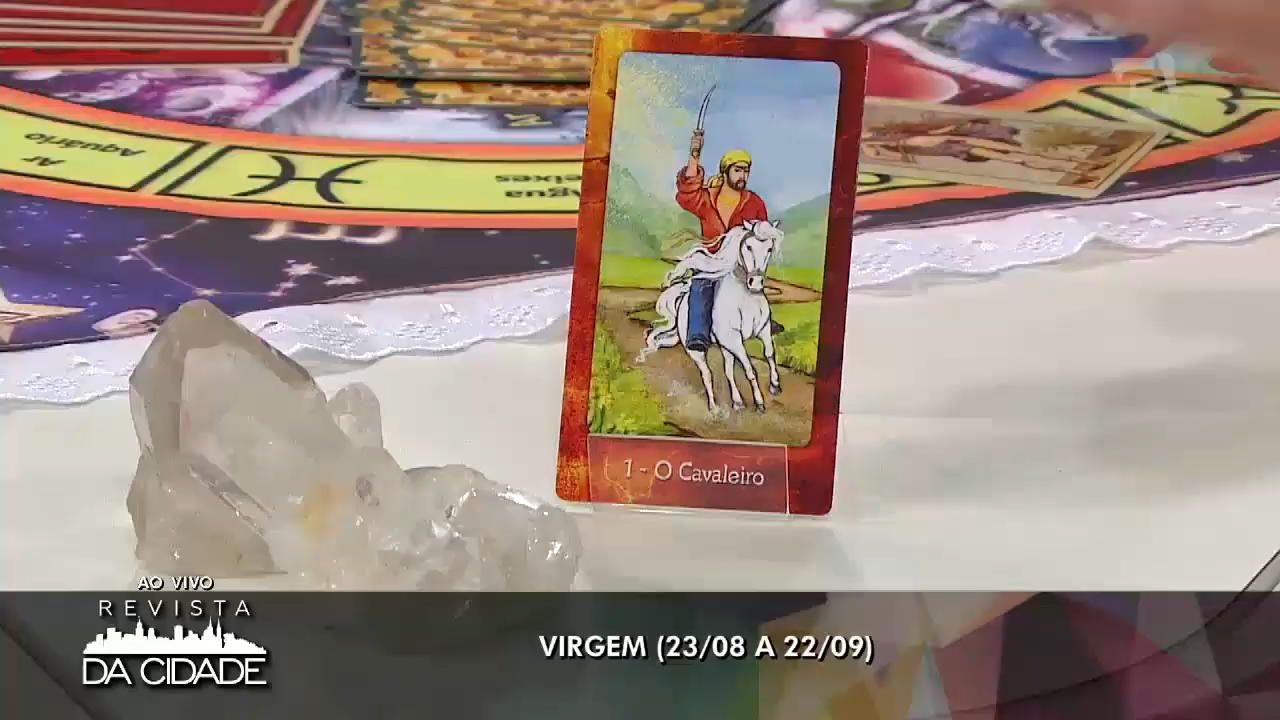 Aquário
AR
Peixes
Água
1 - O Cavaleiro
AO VIVO
REVISTA
DA CIDADE
VIRGEM (23/08 A 22/09)